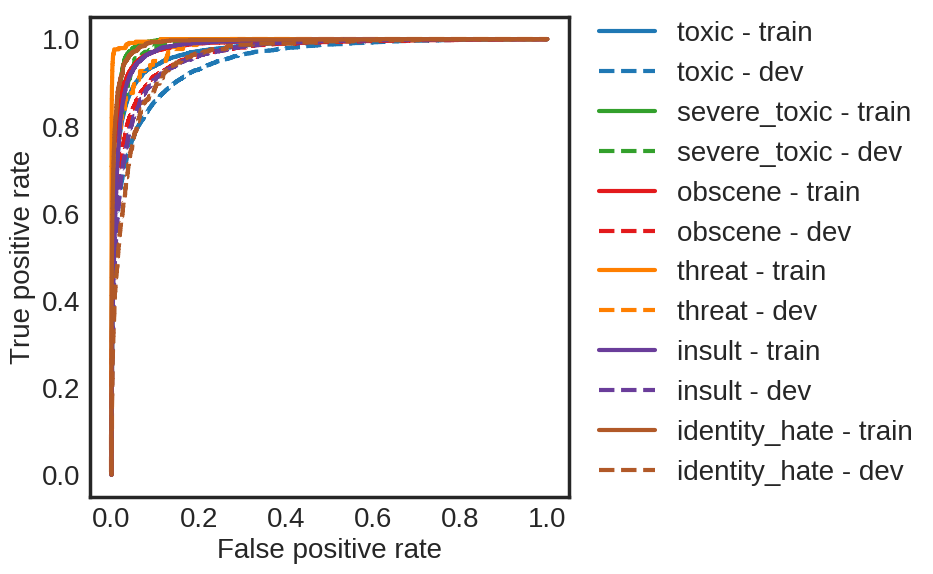 True positive rate
1.0
0.8
0.6
0.4
0.2
0.0
0.0 0.2 0.4 0.6 0.8 1.0
False positive rate
toxic - train
toxic - dev
severe_toxic - train
severe_toxic - dev
obscene - train
obscene - dev
threat - train
threat - dev
insult - train
insult - dev
identity_hate - train
identity_hate - dev